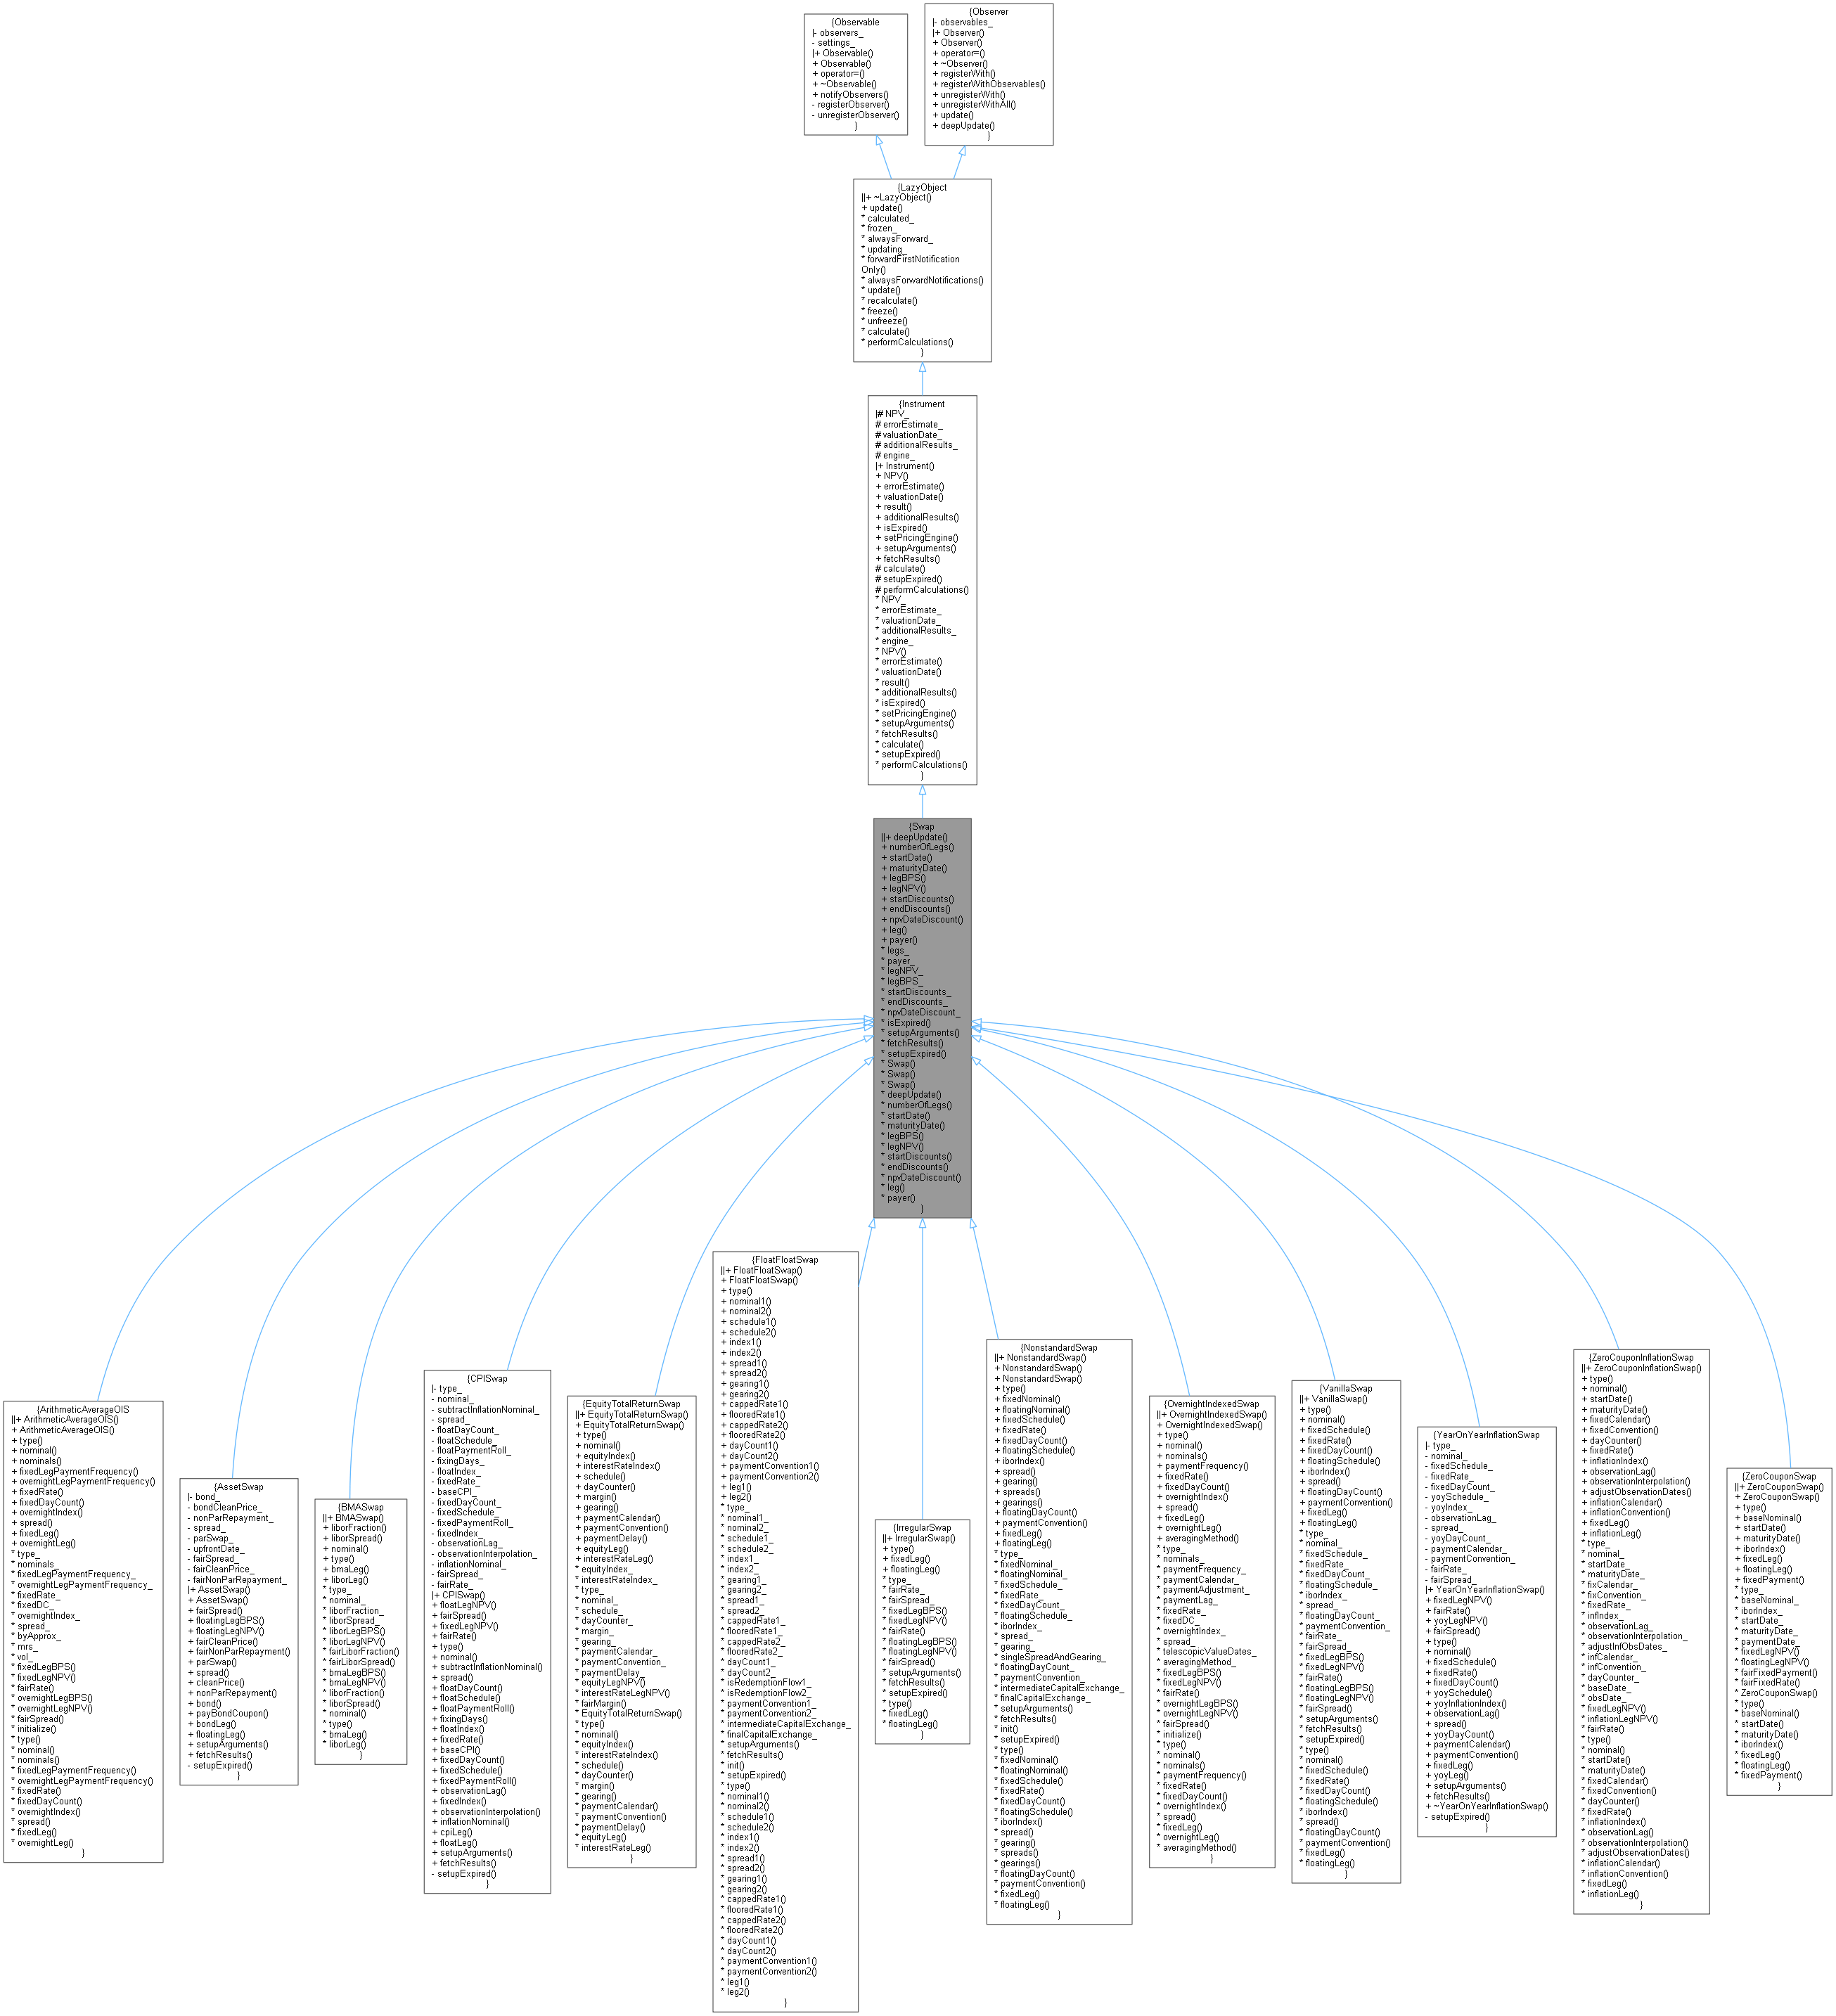 {Observable
|- observers_
- settings_
|+ Observable()
+ Observable()
+ operator=()
+ ~Observable()
+ notifyObservers()
- registerObserver()
- unregisterObserver()
}
{Observer
|- observables_
|+ Observer()
+ Observer()
+ operator=()
+ ~Observer()
+ registerWith()
+ registerWithObservables()
+ unregisterWith()
+ unregisterWithAll()
+ update()
+ deepUpdate()
}
{LazyObject
||+ ~LazyObject()
+ update()
* calculated_
* frozen_
* alwaysForward_
* updating_
* forwardFirstNotification
Only()
* alwaysForwardNotifications()
* update()
* recalculate()
* freeze()
* unfreeze()
* calculate()
* performCalculations()
}
{Instrument
|# NPV_
# errorEstimate_
# valuationDate_
# additionalResults_
# engine_
|+ Instrument()
+ NPV()
+ errorEstimate()
+ valuationDate()
+ result()
+ additionalResults()
+ isExpired()
+ setPricingEngine()
+ setupArguments()
+ fetchResults()
# calculate()
# setupExpired()
# performCalculations()
* NPV_
* errorEstimate_
* valuationDate_
* additionalResults_
* engine_
* NPV()
* errorEstimate()
* valuationDate()
* result()
* additionalResults()
* isExpired()
* setPricingEngine()
* setupArguments()
* fetchResults()
* calculate()
* setupExpired()
* performCalculations()
}
{Swap
||+ deepUpdate()
+ numberOfLegs()
+ startDate()
+ maturityDate()
+ legBPS()
+ legNPV()
+ startDiscounts()
+ endDiscounts()
+ npvDateDiscount()
+ leg()
+ payer()
* legs_
* payer_
* legNPV_
* legBPS_
* startDiscounts_
* endDiscounts_
* npvDateDiscount_
* isExpired()
* setupArguments()
* fetchResults()
* setupExpired()
* Swap()
* Swap()
* Swap()
* deepUpdate()
* numberOfLegs()
* startDate()
* maturityDate()
* legBPS()
* legNPV()
* startDiscounts()
* endDiscounts()
* npvDateDiscount()
* leg()
* payer()
}
{ArithmeticAverageOIS
||+ ArithmeticAverageOIS()
+ ArithmeticAverageOIS()
+ type()
+ nominal()
+ nominals()
+ fixedLegPaymentFrequency()
+ overnightLegPaymentFrequency()
+ fixedRate()
+ fixedDayCount()
+ overnightIndex()
+ spread()
+ fixedLeg()
+ overnightLeg()
* type_
* nominals_
* fixedLegPaymentFrequency_
* overnightLegPaymentFrequency_
* fixedRate_
* fixedDC_
* overnightIndex_
* spread_
* byApprox_
* mrs_
* vol_
* fixedLegBPS()
* fixedLegNPV()
* fairRate()
* overnightLegBPS()
* overnightLegNPV()
* fairSpread()
* initialize()
* type()
* nominal()
* nominals()
* fixedLegPaymentFrequency()
* overnightLegPaymentFrequency()
* fixedRate()
* fixedDayCount()
* overnightIndex()
* spread()
* fixedLeg()
* overnightLeg()
}
{AssetSwap
|- bond_
- bondCleanPrice_
- nonParRepayment_
- spread_
- parSwap_
- upfrontDate_
- fairSpread_
- fairCleanPrice_
- fairNonParRepayment_
|+ AssetSwap()
+ AssetSwap()
+ fairSpread()
+ floatingLegBPS()
+ floatingLegNPV()
+ fairCleanPrice()
+ fairNonParRepayment()
+ parSwap()
+ spread()
+ cleanPrice()
+ nonParRepayment()
+ bond()
+ payBondCoupon()
+ bondLeg()
+ floatingLeg()
+ setupArguments()
+ fetchResults()
- setupExpired()
}
{BMASwap
||+ BMASwap()
+ liborFraction()
+ liborSpread()
+ nominal()
+ type()
+ bmaLeg()
+ liborLeg()
* type_
* nominal_
* liborFraction_
* liborSpread_
* liborLegBPS()
* liborLegNPV()
* fairLiborFraction()
* fairLiborSpread()
* bmaLegBPS()
* bmaLegNPV()
* liborFraction()
* liborSpread()
* nominal()
* type()
* bmaLeg()
* liborLeg()
}
{CPISwap
|- type_
- nominal_
- subtractInflationNominal_
- spread_
- floatDayCount_
- floatSchedule_
- floatPaymentRoll_
- fixingDays_
- floatIndex_
- fixedRate_
- baseCPI_
- fixedDayCount_
- fixedSchedule_
- fixedPaymentRoll_
- fixedIndex_
- observationLag_
- observationInterpolation_
- inflationNominal_
- fairSpread_
- fairRate_
|+ CPISwap()
+ floatLegNPV()
+ fairSpread()
+ fixedLegNPV()
+ fairRate()
+ type()
+ nominal()
+ subtractInflationNominal()
+ spread()
+ floatDayCount()
+ floatSchedule()
+ floatPaymentRoll()
+ fixingDays()
+ floatIndex()
+ fixedRate()
+ baseCPI()
+ fixedDayCount()
+ fixedSchedule()
+ fixedPaymentRoll()
+ observationLag()
+ fixedIndex()
+ observationInterpolation()
+ inflationNominal()
+ cpiLeg()
+ floatLeg()
+ setupArguments()
+ fetchResults()
- setupExpired()
}
{EquityTotalReturnSwap
||+ EquityTotalReturnSwap()
+ EquityTotalReturnSwap()
+ type()
+ nominal()
+ equityIndex()
+ interestRateIndex()
+ schedule()
+ dayCounter()
+ margin()
+ gearing()
+ paymentCalendar()
+ paymentConvention()
+ paymentDelay()
+ equityLeg()
+ interestRateLeg()
* equityIndex_
* interestRateIndex_
* type_
* nominal_
* schedule_
* dayCounter_
* margin_
* gearing_
* paymentCalendar_
* paymentConvention_
* paymentDelay_
* equityLegNPV()
* interestRateLegNPV()
* fairMargin()
* EquityTotalReturnSwap()
* type()
* nominal()
* equityIndex()
* interestRateIndex()
* schedule()
* dayCounter()
* margin()
* gearing()
* paymentCalendar()
* paymentConvention()
* paymentDelay()
* equityLeg()
* interestRateLeg()
}
{FloatFloatSwap
||+ FloatFloatSwap()
+ FloatFloatSwap()
+ type()
+ nominal1()
+ nominal2()
+ schedule1()
+ schedule2()
+ index1()
+ index2()
+ spread1()
+ spread2()
+ gearing1()
+ gearing2()
+ cappedRate1()
+ flooredRate1()
+ cappedRate2()
+ flooredRate2()
+ dayCount1()
+ dayCount2()
+ paymentConvention1()
+ paymentConvention2()
+ leg1()
+ leg2()
* type_
* nominal1_
* nominal2_
* schedule1_
* schedule2_
* index1_
* index2_
* gearing1_
* gearing2_
* spread1_
* spread2_
* cappedRate1_
* flooredRate1_
* cappedRate2_
* flooredRate2_
* dayCount1_
* dayCount2_
* isRedemptionFlow1_
* isRedemptionFlow2_
* paymentConvention1_
* paymentConvention2_
* intermediateCapitalExchange_
* finalCapitalExchange_
* setupArguments()
* fetchResults()
* init()
* setupExpired()
* type()
* nominal1()
* nominal2()
* schedule1()
* schedule2()
* index1()
* index2()
* spread1()
* spread2()
* gearing1()
* gearing2()
* cappedRate1()
* flooredRate1()
* cappedRate2()
* flooredRate2()
* dayCount1()
* dayCount2()
* paymentConvention1()
* paymentConvention2()
* leg1()
* leg2()
}
{IrregularSwap
||+ IrregularSwap()
+ type()
+ fixedLeg()
+ floatingLeg()
* type_
* fairRate_
* fairSpread_
* fixedLegBPS()
* fixedLegNPV()
* fairRate()
* floatingLegBPS()
* floatingLegNPV()
* fairSpread()
* setupArguments()
* fetchResults()
* setupExpired()
* type()
* fixedLeg()
* floatingLeg()
}
{NonstandardSwap
||+ NonstandardSwap()
+ NonstandardSwap()
+ NonstandardSwap()
+ type()
+ fixedNominal()
+ floatingNominal()
+ fixedSchedule()
+ fixedRate()
+ fixedDayCount()
+ floatingSchedule()
+ iborIndex()
+ spread()
+ gearing()
+ spreads()
+ gearings()
+ floatingDayCount()
+ paymentConvention()
+ fixedLeg()
+ floatingLeg()
* type_
* fixedNominal_
* floatingNominal_
* fixedSchedule_
* fixedRate_
* fixedDayCount_
* floatingSchedule_
* iborIndex_
* spread_
* gearing_
* singleSpreadAndGearing_
* floatingDayCount_
* paymentConvention_
* intermediateCapitalExchange_
* finalCapitalExchange_
* setupArguments()
* fetchResults()
* init()
* setupExpired()
* type()
* fixedNominal()
* floatingNominal()
* fixedSchedule()
* fixedRate()
* fixedDayCount()
* floatingSchedule()
* iborIndex()
* spread()
* gearing()
* spreads()
* gearings()
* floatingDayCount()
* paymentConvention()
* fixedLeg()
* floatingLeg()
}
{OvernightIndexedSwap
||+ OvernightIndexedSwap()
+ OvernightIndexedSwap()
+ type()
+ nominal()
+ nominals()
+ paymentFrequency()
+ fixedRate()
+ fixedDayCount()
+ overnightIndex()
+ spread()
+ fixedLeg()
+ overnightLeg()
+ averagingMethod()
* type_
* nominals_
* paymentFrequency_
* paymentCalendar_
* paymentAdjustment_
* paymentLag_
* fixedRate_
* fixedDC_
* overnightIndex_
* spread_
* telescopicValueDates_
* averagingMethod_
* fixedLegBPS()
* fixedLegNPV()
* fairRate()
* overnightLegBPS()
* overnightLegNPV()
* fairSpread()
* initialize()
* type()
* nominal()
* nominals()
* paymentFrequency()
* fixedRate()
* fixedDayCount()
* overnightIndex()
* spread()
* fixedLeg()
* overnightLeg()
* averagingMethod()
}
{VanillaSwap
||+ VanillaSwap()
+ type()
+ nominal()
+ fixedSchedule()
+ fixedRate()
+ fixedDayCount()
+ floatingSchedule()
+ iborIndex()
+ spread()
+ floatingDayCount()
+ paymentConvention()
+ fixedLeg()
+ floatingLeg()
* type_
* nominal_
* fixedSchedule_
* fixedRate_
* fixedDayCount_
* floatingSchedule_
* iborIndex_
* spread_
* floatingDayCount_
* paymentConvention_
* fairRate_
* fairSpread_
* fixedLegBPS()
* fixedLegNPV()
* fairRate()
* floatingLegBPS()
* floatingLegNPV()
* fairSpread()
* setupArguments()
* fetchResults()
* setupExpired()
* type()
* nominal()
* fixedSchedule()
* fixedRate()
* fixedDayCount()
* floatingSchedule()
* iborIndex()
* spread()
* floatingDayCount()
* paymentConvention()
* fixedLeg()
* floatingLeg()
}
{YearOnYearInflationSwap
|- type_
- nominal_
- fixedSchedule_
- fixedRate_
- fixedDayCount_
- yoySchedule_
- yoyIndex_
- observationLag_
- spread_
- yoyDayCount_
- paymentCalendar_
- paymentConvention_
- fairRate_
- fairSpread_
|+ YearOnYearInflationSwap()
+ fixedLegNPV()
+ fairRate()
+ yoyLegNPV()
+ fairSpread()
+ type()
+ nominal()
+ fixedSchedule()
+ fixedRate()
+ fixedDayCount()
+ yoySchedule()
+ yoyInflationIndex()
+ observationLag()
+ spread()
+ yoyDayCount()
+ paymentCalendar()
+ paymentConvention()
+ fixedLeg()
+ yoyLeg()
+ setupArguments()
+ fetchResults()
+ ~YearOnYearInflationSwap()
- setupExpired()
}
{ZeroCouponInflationSwap
||+ ZeroCouponInflationSwap()
+ type()
+ nominal()
+ startDate()
+ maturityDate()
+ fixedCalendar()
+ fixedConvention()
+ dayCounter()
+ fixedRate()
+ inflationIndex()
+ observationLag()
+ observationInterpolation()
+ adjustObservationDates()
+ inflationCalendar()
+ inflationConvention()
+ fixedLeg()
+ inflationLeg()
* type_
* nominal_
* startDate_
* maturityDate_
* fixCalendar_
* fixConvention_
* fixedRate_
* infIndex_
* observationLag_
* observationInterpolation_
* adjustInfObsDates_
* infCalendar_
* infConvention_
* dayCounter_
* baseDate_
* obsDate_
* fixedLegNPV()
* inflationLegNPV()
* fairRate()
* type()
* nominal()
* startDate()
* maturityDate()
* fixedCalendar()
* fixedConvention()
* dayCounter()
* fixedRate()
* inflationIndex()
* observationLag()
* observationInterpolation()
* adjustObservationDates()
* inflationCalendar()
* inflationConvention()
* fixedLeg()
* inflationLeg()
}
{ZeroCouponSwap
||+ ZeroCouponSwap()
+ ZeroCouponSwap()
+ type()
+ baseNominal()
+ startDate()
+ maturityDate()
+ iborIndex()
+ fixedLeg()
+ floatingLeg()
+ fixedPayment()
* type_
* baseNominal_
* iborIndex_
* startDate_
* maturityDate_
* paymentDate_
* fixedLegNPV()
* floatingLegNPV()
* fairFixedPayment()
* fairFixedRate()
* ZeroCouponSwap()
* type()
* baseNominal()
* startDate()
* maturityDate()
* iborIndex()
* fixedLeg()
* floatingLeg()
* fixedPayment()
}